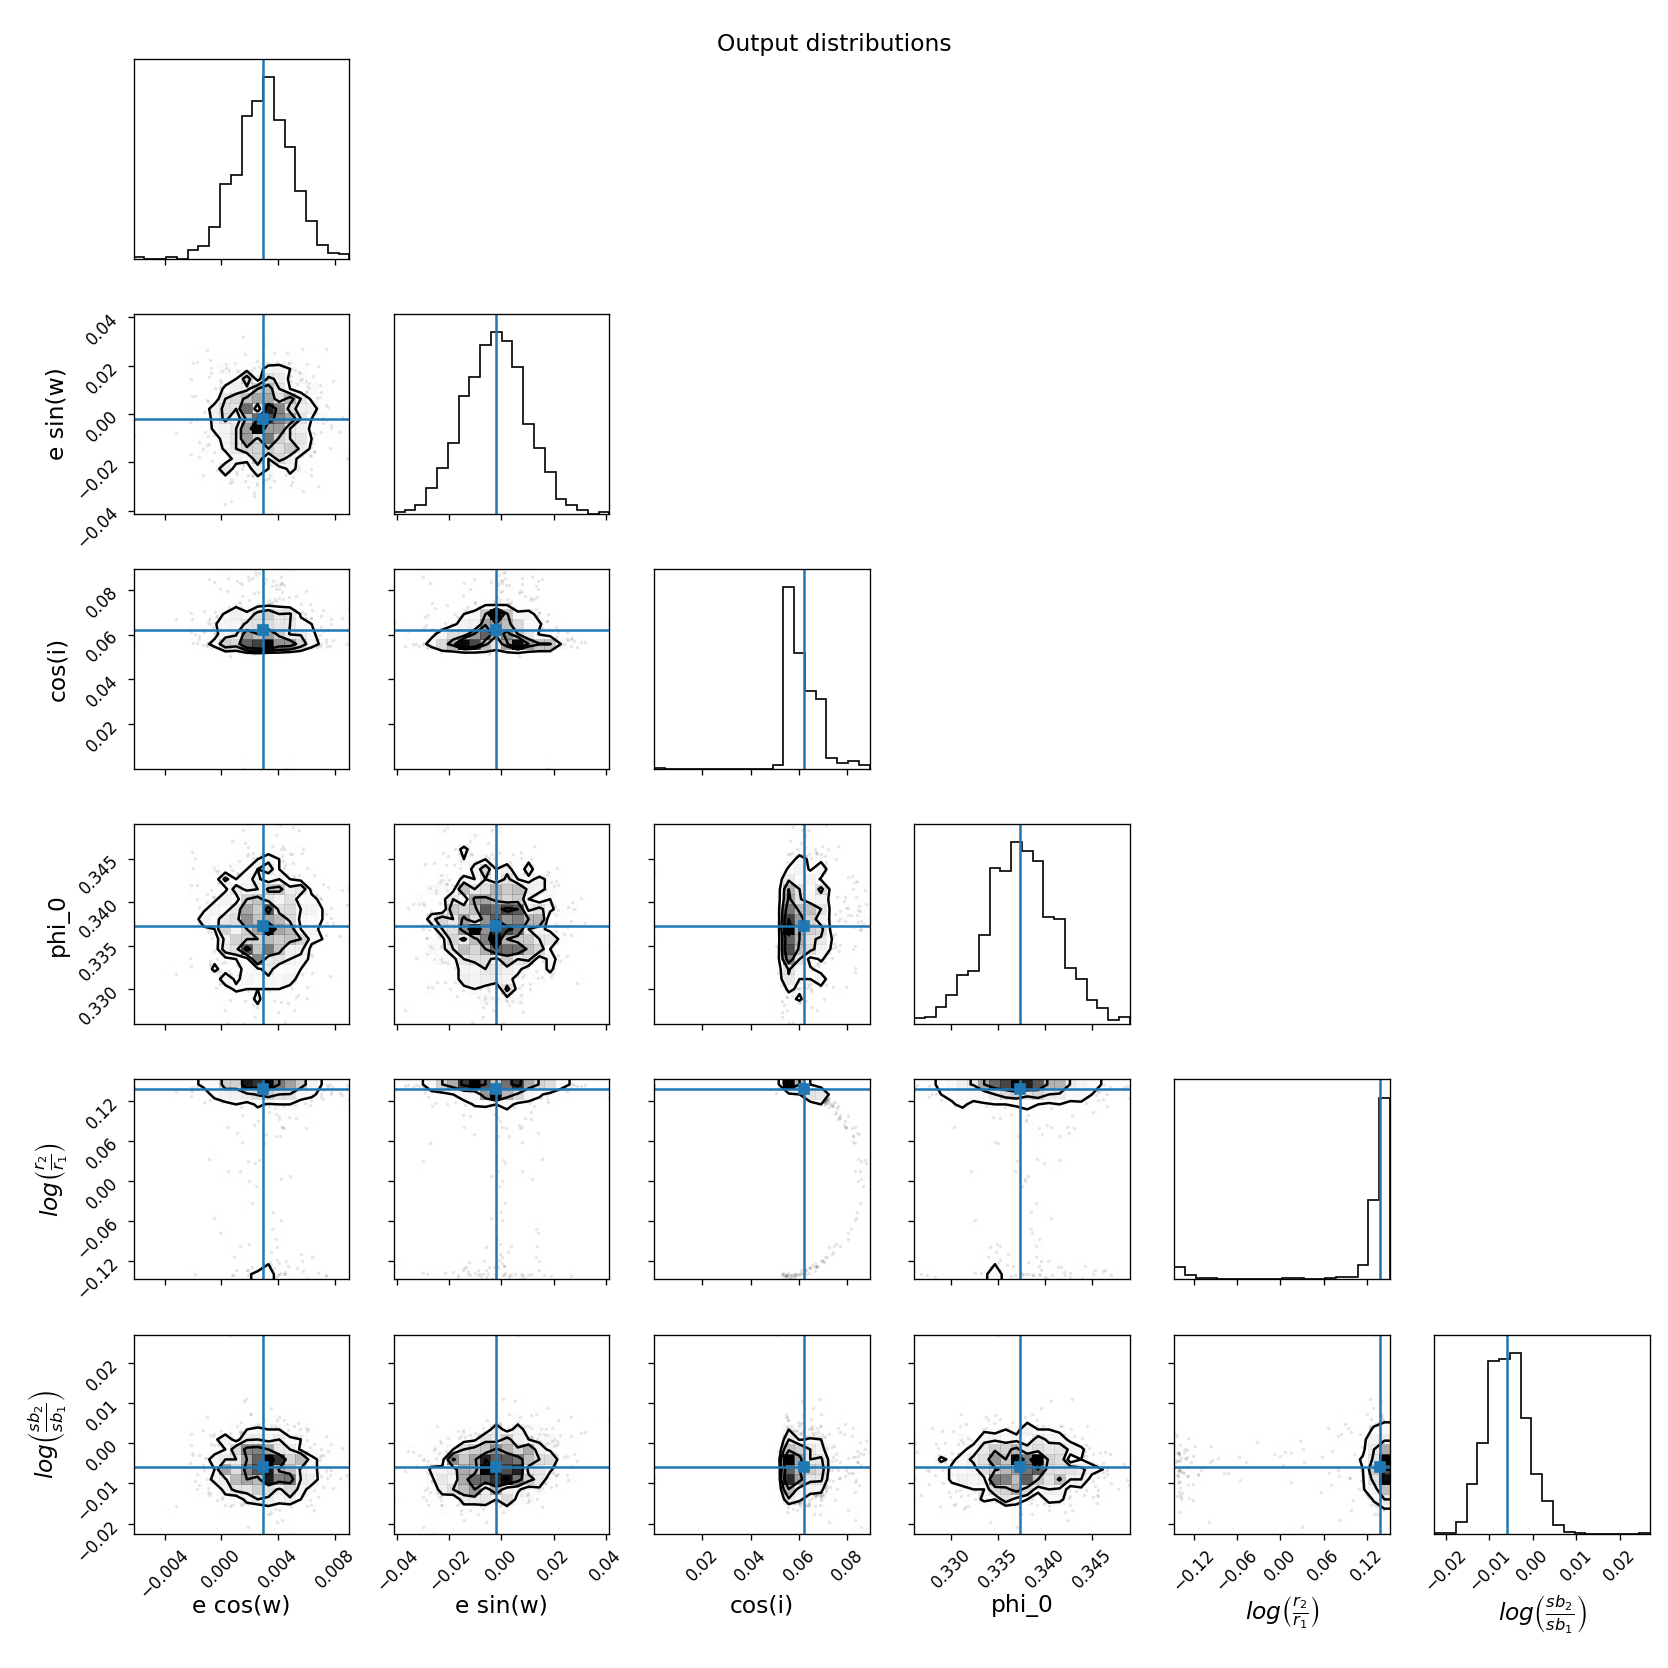 Output distributions
e sin(w)
0.04
0.02
0.00
−0.02
−0.04
cos(i)
0.08
0.06
0.04
0.02
phi_0
0.345
0.340
0.335
0.330
log(r₂/r₁)
0.12
0.06
0.00
−0.06
−0.12
log(sb₂/sb₁)
0.02
0.01
0.00
−0.01
−0.02
−0.004 0.000 0.004 0.008 −0.04 −0.02 0.00 0.02 0.04 0.02 0.04 0.06 0.08 0.330 0.335 0.340 0.345 −0.12 −0.06 0.00 0.06 0.12 −0.02 −0.01 0.00 0.01 0.02
e cos(w) e sin(w) cos(i) phi_0 log(r₂/r₁) log(sb₂/sb₁)